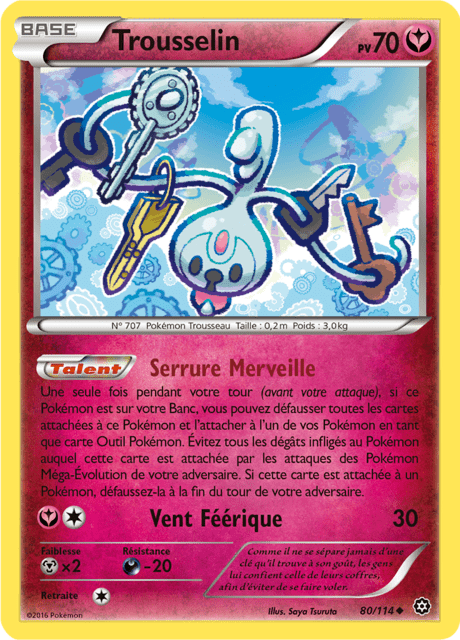 BASE
Trousselin PV70
N° 707 Pokémon Trousseau Taille : 0,2m Poids : 3,0kg
Talent Serrure Merveille
Une seule fois pendant votre tour (avant votre attaque), si ce
Pokémon est sur votre Banc, vous pouvez défausser toutes les cartes
attachées à ce Pokémon et l'attacher à l'un de vos Pokémon en tant
que carte Outil Pokémon. Évitez tous les dégâts infligés au Pokémon
auquel cette carte est attachée par les attaques des Pokémon
Méga-Évolution de votre adversaire. Si cette carte est attachée à un
Pokémon, défaussez-la à la fin du tour de votre adversaire.
Vent Féérique 30
Faiblesse Résistance
×2 -20
Retraite
Comme il ne se sépare jamais d'une
clé qu'il trouve à son goût, les gens
lui confient celle de leurs coffres,
afin d'éviter de se faire voler.
©2016 Pokémon Illus. Saya Tsuruta 80/114